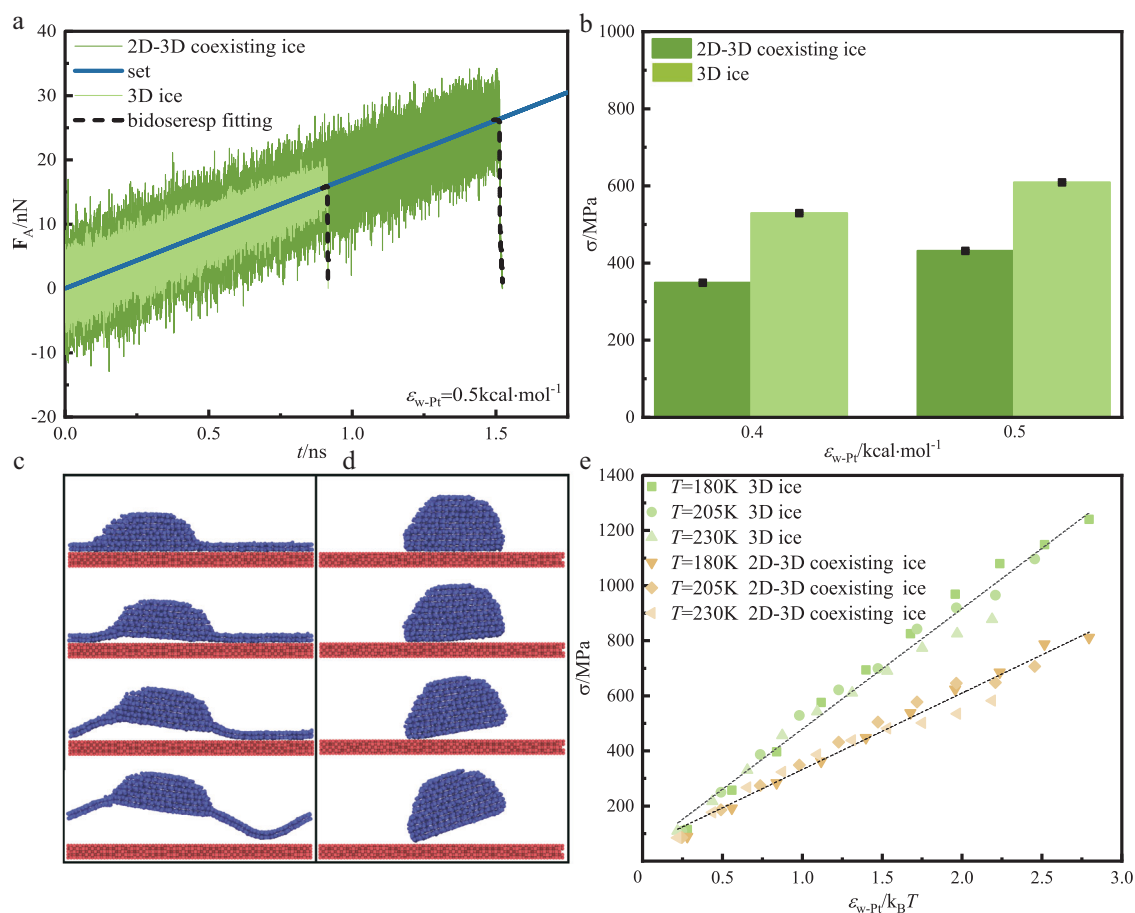 a
2D-3D coexisting ice
set
3D ice
bidoseresp fitting
F_A/nN
40
30
20
10
0
-10
-20
ε_w-Pt=0.5kcal·mol⁻¹
0.0
0.5
1.0
1.5
t/ns
b
2D-3D coexisting ice
3D ice
σ/MPa
1000
800
600
400
200
0
0.4
0.5
ε_w-Pt/kcal·mol⁻¹
c
d
e
T=180K 3D ice
T=205K 3D ice
T=230K 3D ice
T=180K 2D-3D coexisting ice
T=205K 2D-3D coexisting ice
T=230K 2D-3D coexisting ice
σ/MPa
1400
1200
1000
800
600
400
200
0
0.5
1.0
1.5
2.0
2.5
3.0
ε_w-Pt/k_BT